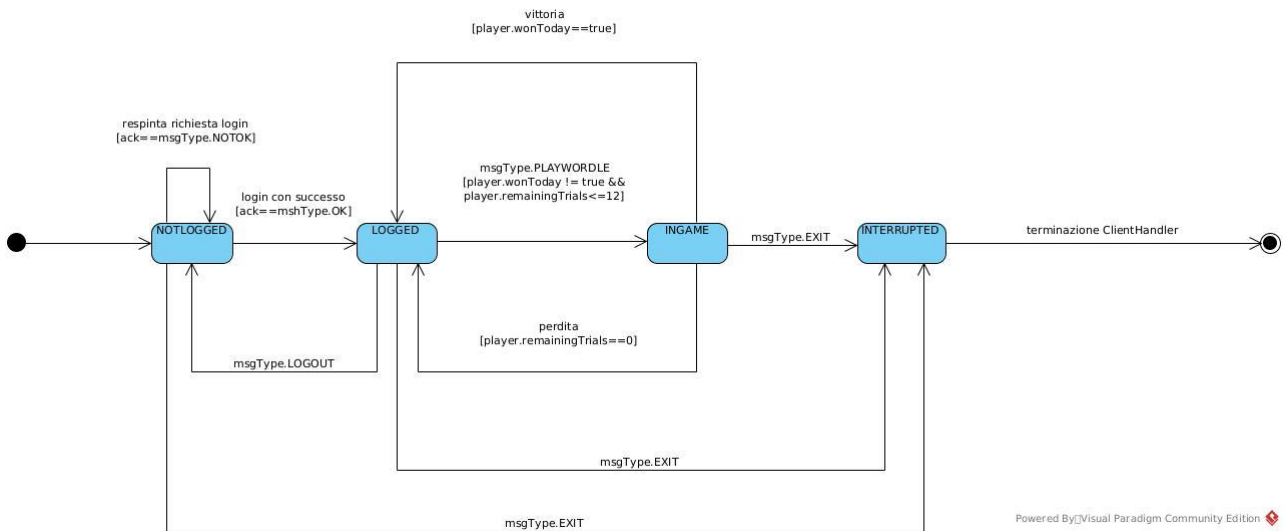 vittoria
[player.wonToday==true]
respinta richiesta login
[ack==msgType.NOTOK]
msgType.PLAYWORDLE
[player.wonToday != true &&
player.remainingTrials<=12]
login con successo
[ack==mshType.OK]
NOTLOGGED
LOGGED
INGAME
INTERRUPTED
msgType.EXIT
terminazione ClientHandler
perdita
[player.remainingTrials==0]
msgType.LOGOUT
msgType.EXIT
msgType.EXIT
Powered By Visual Paradigm Community Edition